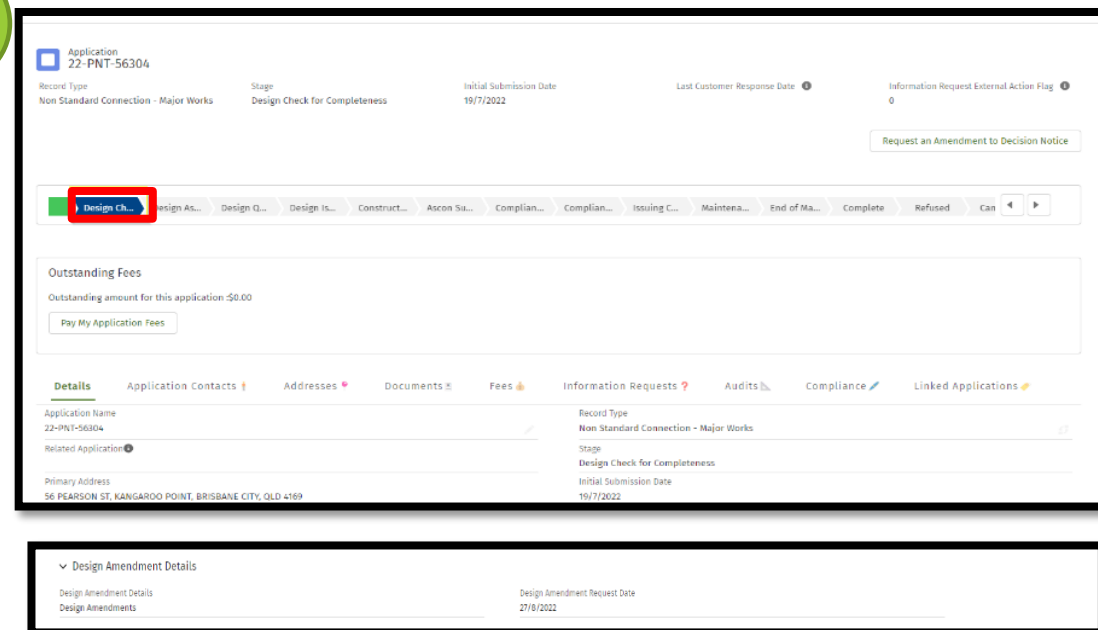 Application
22-PNT-56304
Record Type Stage Initial Submission Date Last Customer Response Date Information Request External Action Flag
Non Standard Connection - Major Works Design Check for Completeness 19/7/2022 0
Request an Amendment to Decision Notice
Design Ch... Design As... Design Q... Design Is... Construct... Ascon Su... Complian... Complian... Issuing C... Maintena... End of Ma... Complete Refused Can
Outstanding Fees
Outstanding amount for this application :$0.00
Pay My Application Fees
Details Application Contacts Addresses Documents Fees Information Requests ? Audits Compliance Linked Applications
Application Name Record Type
22-PNT-56304 Non Standard Connection - Major Works
Related Application Stage
Design Check for Completeness
Primary Address Initial Submission Date
56 PEARSON ST, KANGAROO POINT, BRISBANE CITY, QLD 4169 19/7/2022
Design Amendment Details
Design Amendment Details Design Amendment Request Date
Design Amendments 27/8/2022